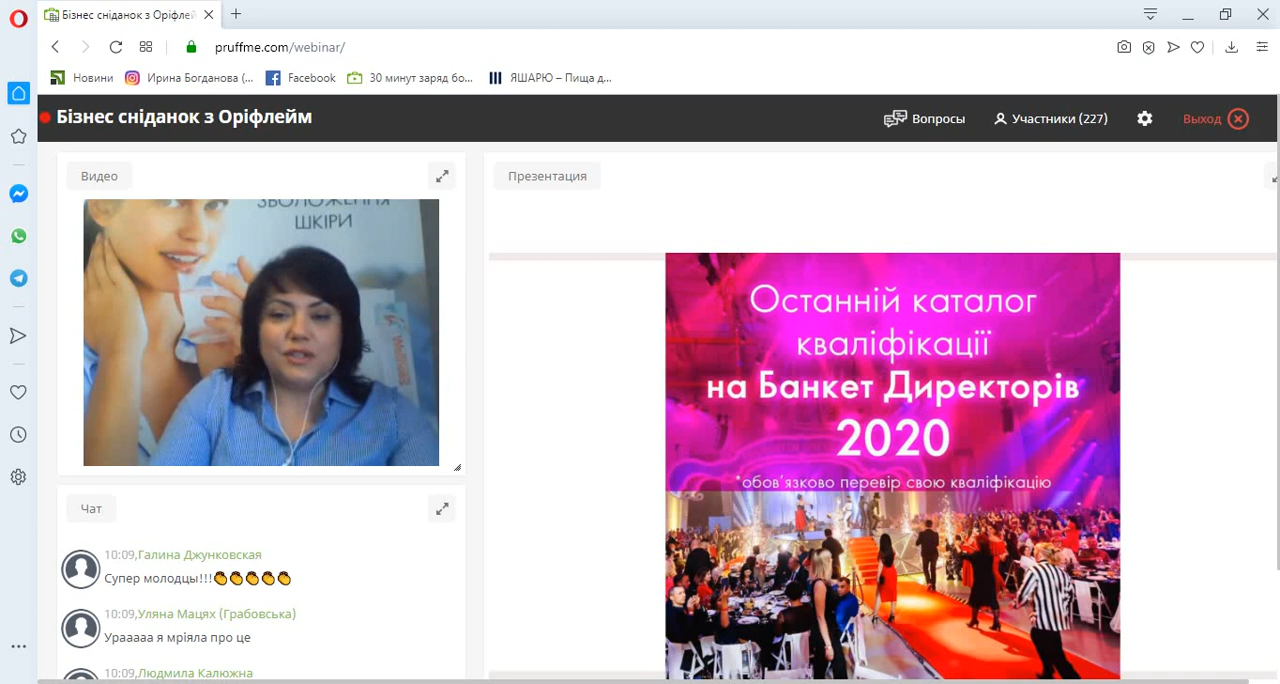 Бізнес сніданок з Оріфлей
pruffme.com/webinar/
Новини
Ирина Богданова (...
Facebook
30 минут заряд бо...
ЯШАРЮ – Пища д...
Бізнес сніданок з Оріфлейм
Вопросы
Участники (227)
Выход
Видео
ЗВОЛОЖЕННЯ
ШКІРИ
Чат
10:09,Галина Джунковская
Супер молодцы!!!👏👏👏👏👏
10:09,Уляна Мацях (Грабовська)
Урааааа я мріяла про це
10:09,Людмила Калюжна
Презентация
Останній каталог
кваліфікації
на Банкет Директорів
2020
*обов'язково перевір свою кваліфікацію